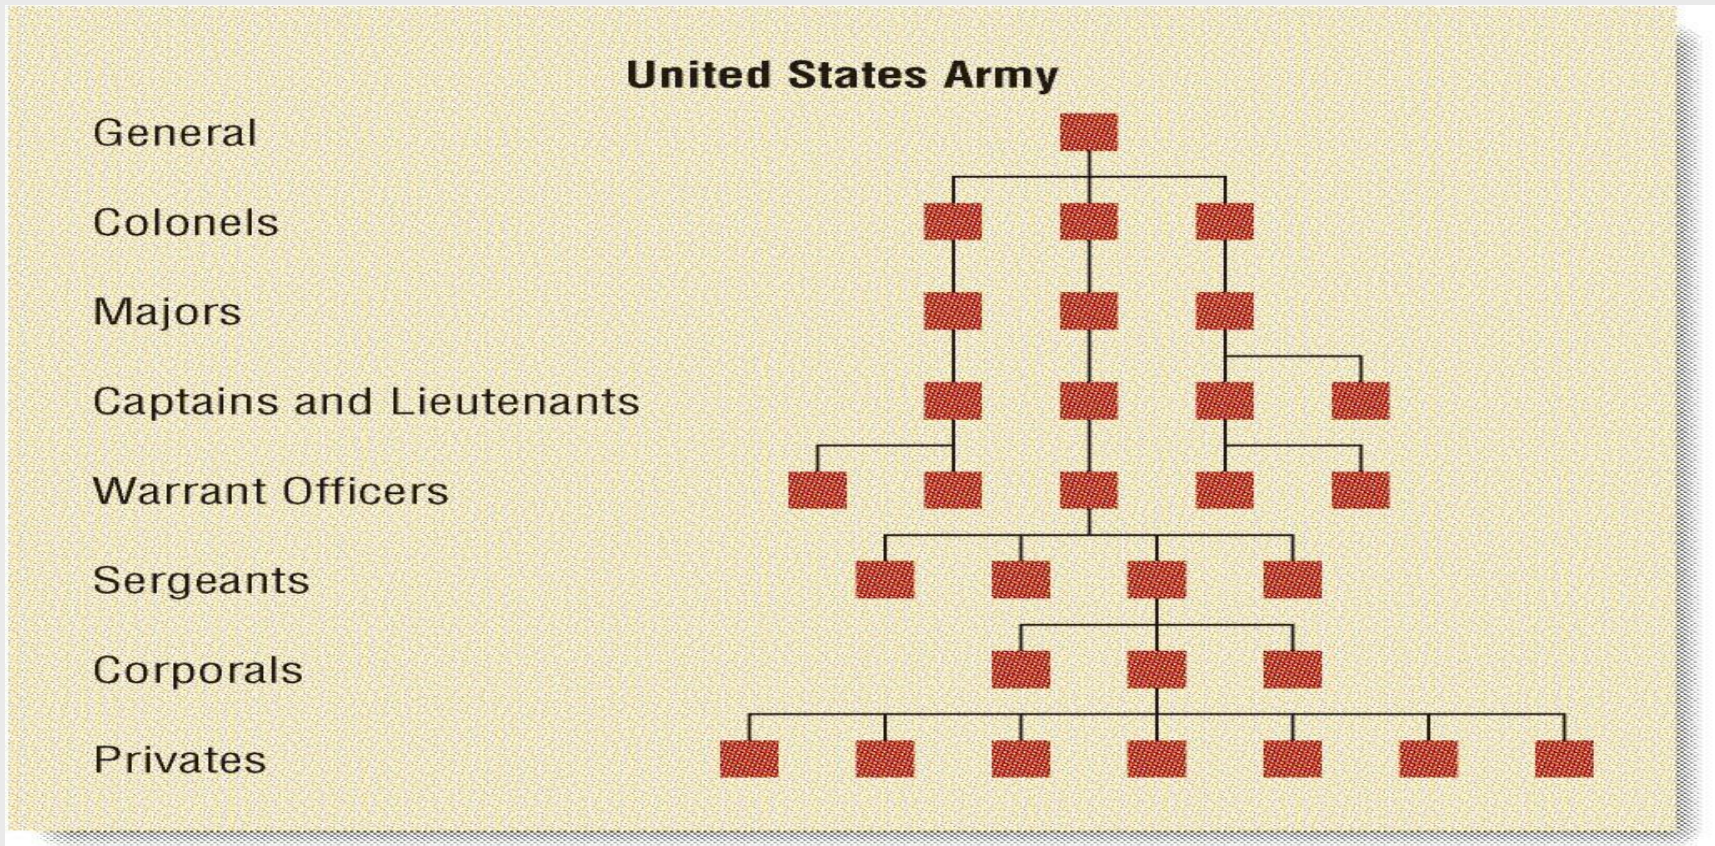 United States Army
General
Colonels
Majors
Captains and Lieutenants
Warrant Officers
Sergeants
Corporals
Privates